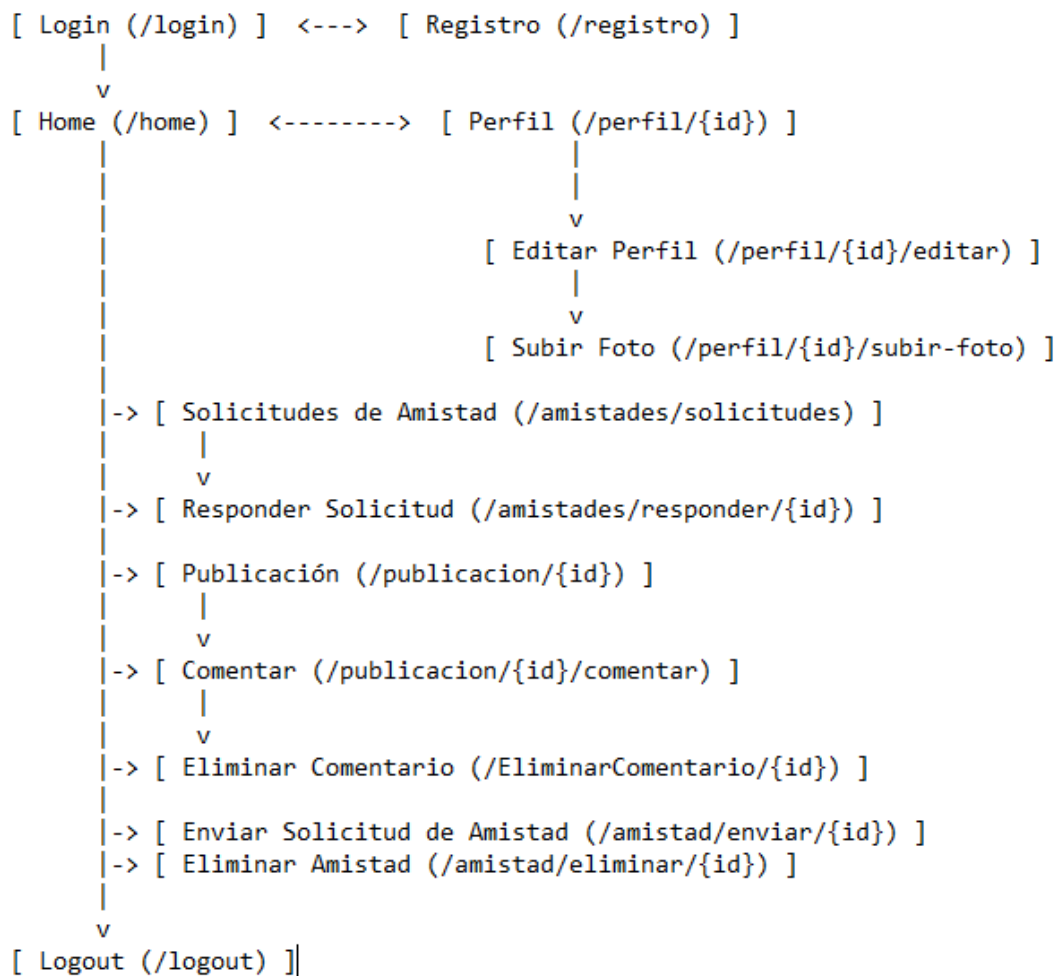 [ Login (/login) ]  <--->  [ Registro (/registro) ]
      |
      v
[ Home (/home) ]  <-------->  [ Perfil (/perfil/{id}) ]
      |                                |
      |                                |
      |                                v
      |                          [ Editar Perfil (/perfil/{id}/editar) ]
      |                                |
      |                                v
      |                          [ Subir Foto (/perfil/{id}/subir-foto) ]
      |
      |-> [ Solicitudes de Amistad (/amistades/solicitudes) ]
      |      |
      |      v
      |-> [ Responder Solicitud (/amistades/responder/{id}) ]
      |
      |-> [ Publicación (/publicacion/{id}) ]
      |      |
      |      v
      |-> [ Comentar (/publicacion/{id}/comentar) ]
      |      |
      |      v
      |-> [ Eliminar Comentario (/EliminarComentario/{id}) ]
      |
      |-> [ Enviar Solicitud de Amistad (/amistad/enviar/{id}) ]
      |-> [ Eliminar Amistad (/amistad/eliminar/{id}) ]
      |
      v
[ Logout (/logout) ]